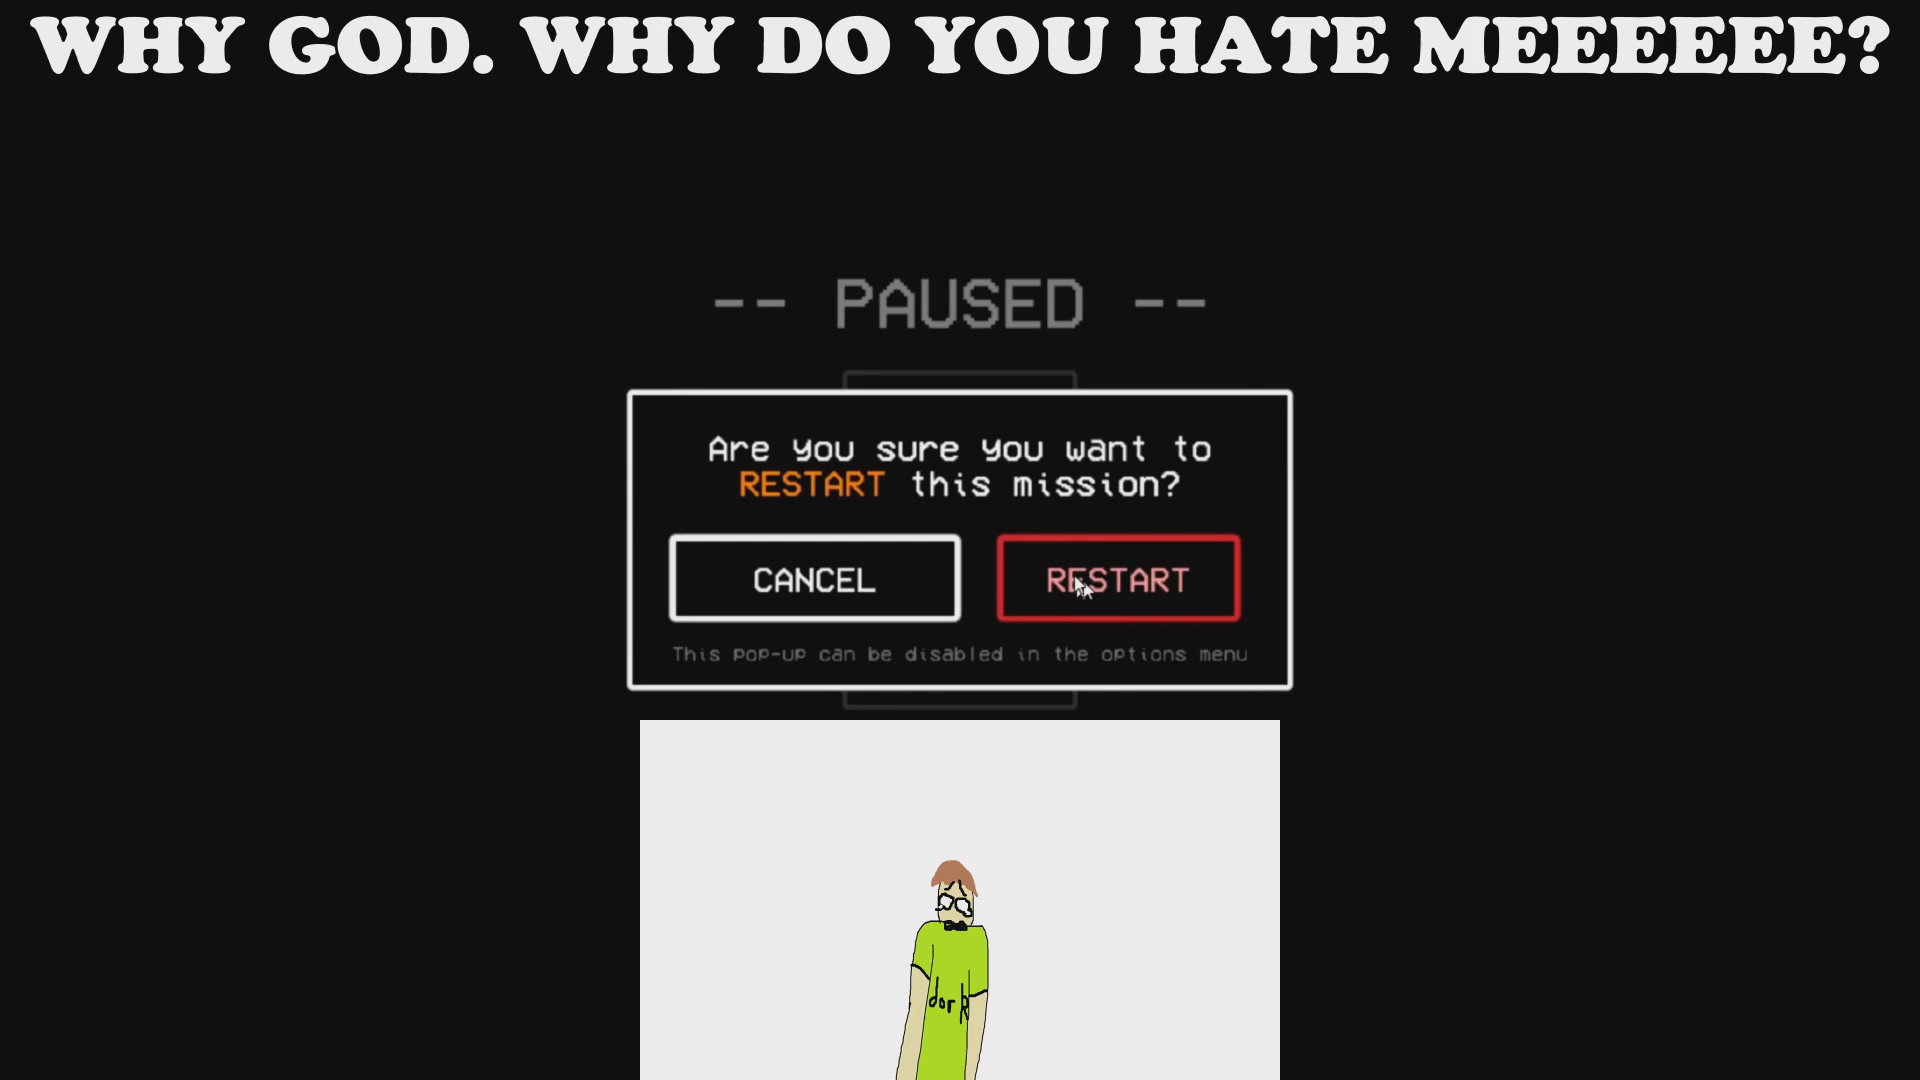 WHY GOD. WHY DO YOU HATE MEEEEEE?
-- PAUSED --
Are you sure you want to
RESTART this mission?
CANCEL RESTART
This pop-up can be disabled in the options menu
dork